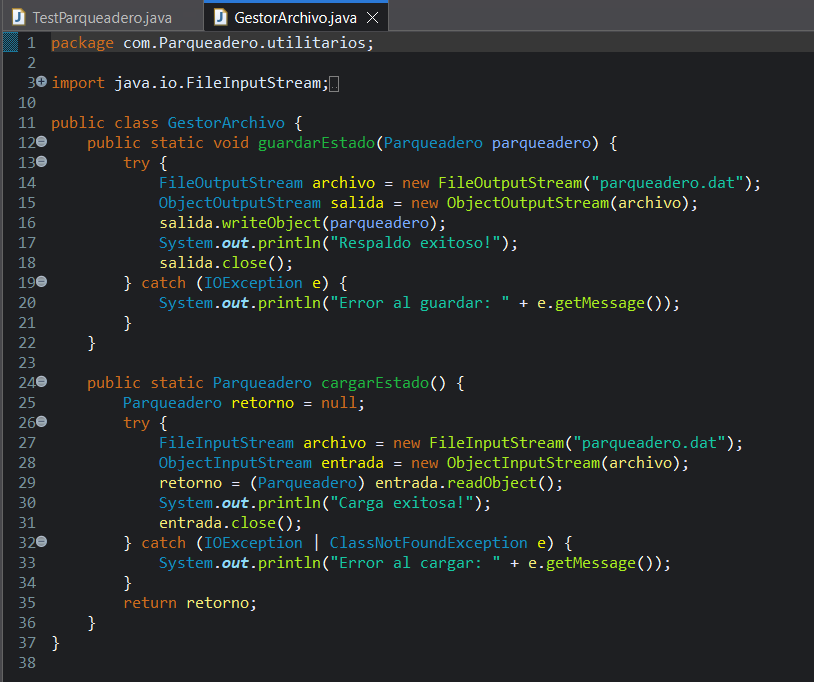 TestParqueadero.java GestorArchivo.java
1 package com.Parqueadero.utilitarios;
2
3 import java.io.FileInputStream;
10
11 public class GestorArchivo {
12 public static void guardarEstado(Parqueadero parqueadero) {
13 try {
14 FileOutputStream archivo = new FileOutputStream("parqueadero.dat");
15 ObjectOutputStream salida = new ObjectOutputStream(archivo);
16 salida.writeObject(parqueadero);
17 System.out.println("Respaldo exitoso!");
18 salida.close();
19 } catch (IOException e) {
20 System.out.println("Error al guardar: " + e.getMessage());
21 }
22 }
23
24 public static Parqueadero cargarEstado() {
25 Parqueadero retorno = null;
26 try {
27 FileInputStream archivo = new FileInputStream("parqueadero.dat");
28 ObjectInputStream entrada = new ObjectInputStream(archivo);
29 retorno = (Parqueadero) entrada.readObject();
30 System.out.println("Carga exitosa!");
31 entrada.close();
32 } catch (IOException | ClassNotFoundException e) {
33 System.out.println("Error al cargar: " + e.getMessage());
34 }
35 return retorno;
36 }
37 }
38